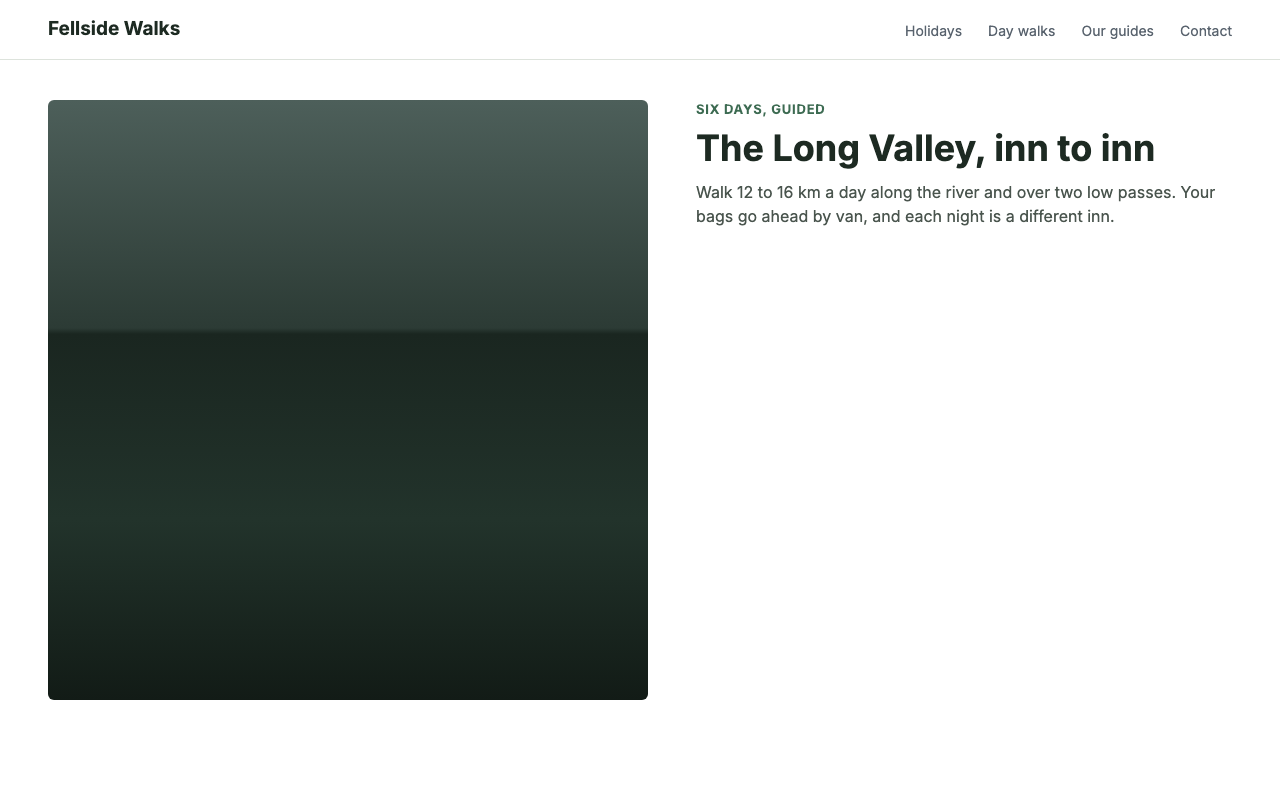 Fellside Walks
Holidays Day walks Our guides Contact
SIX DAYS, GUIDED
The Long Valley, inn to inn
Walk 12 to 16 km a day along the river and over two low passes. Your
bags go ahead by van, and each night is a different inn.